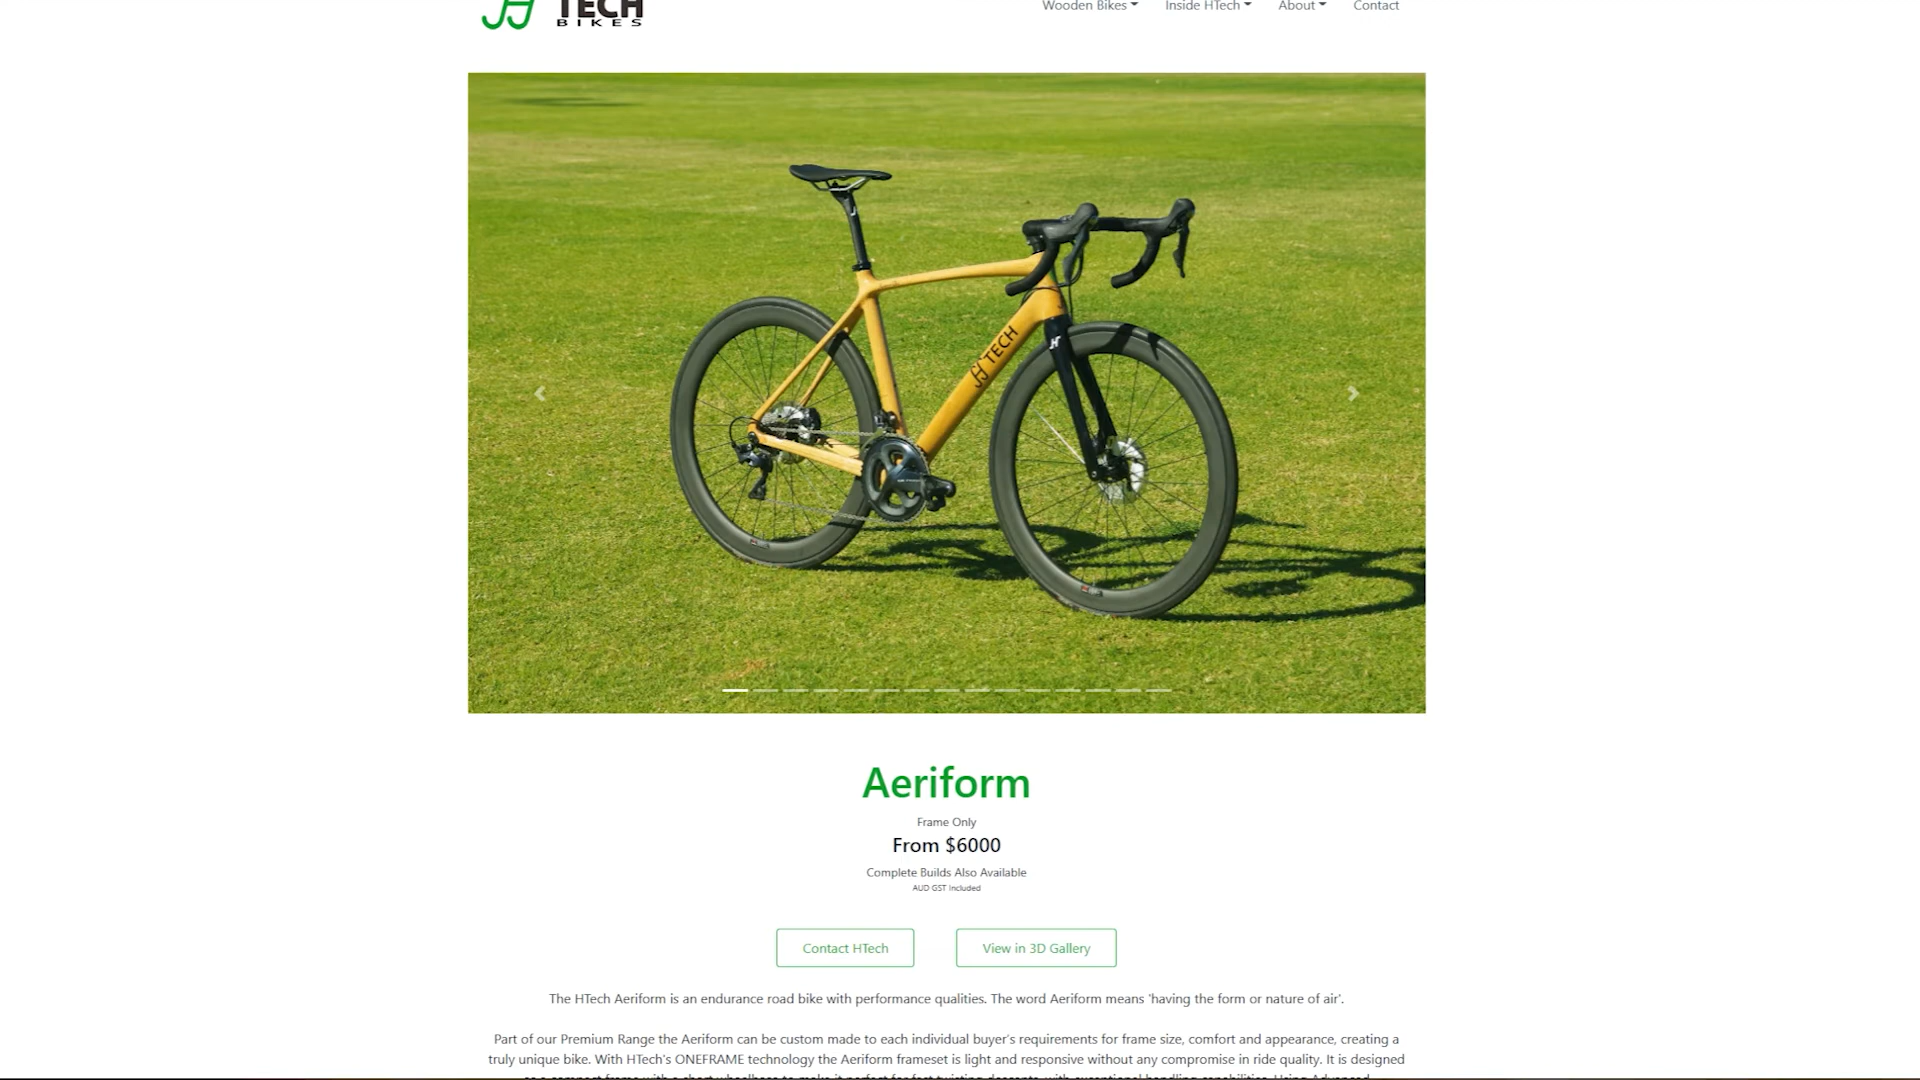 TECH
BIKES
Wooden Bikes
Inside HTech
About
Contact
TECH
Aeriform
Frame Only
From $6000
Complete Builds Also Available
AUD GST Included
Contact HTech
View in 3D Gallery
The HTech Aeriform is an endurance road bike with performance qualities. The word Aeriform means 'having the form or nature of air'.
Part of our Premium Range the Aeriform can be custom made to each individual buyer's requirements for frame size, comfort and appearance, creating a
truly unique bike. With HTech's ONEFRAME technology the Aeriform frameset is light and responsive without any compromise in ride quality. It is designed